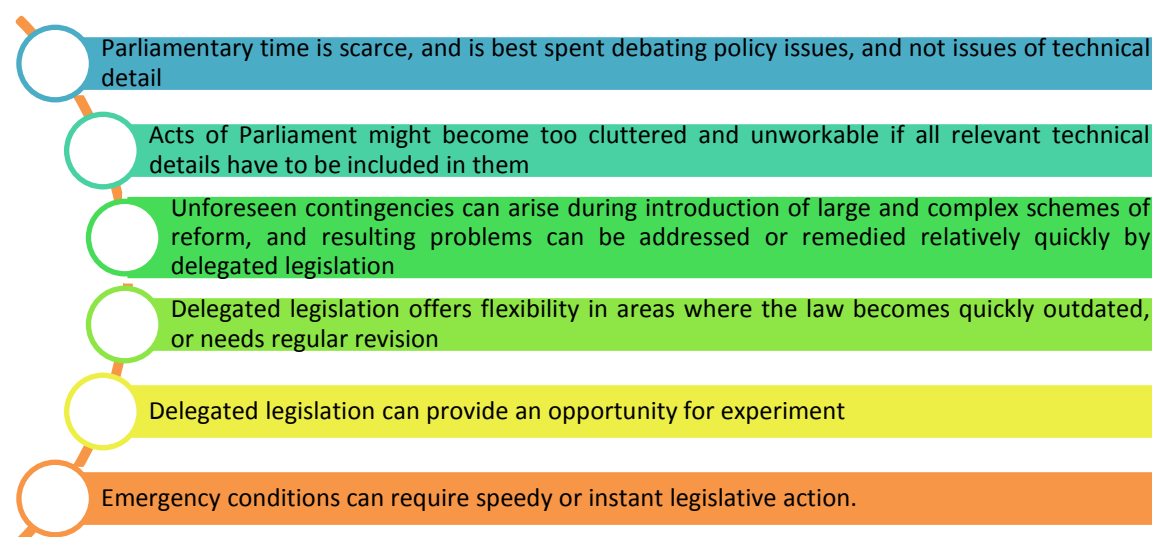 Parliamentary time is scarce, and is best spent debating policy issues, and not issues of technical
detail
Acts of Parliament might become too cluttered and unworkable if all relevant technical
details have to be included in them
Unforeseen contingencies can arise during introduction of large and complex schemes of
reform, and resulting problems can be addressed or remedied relatively quickly by
delegated legislation
Delegated legislation offers flexibility in areas where the law becomes quickly outdated,
or needs regular revision
Delegated legislation can provide an opportunity for experiment
Emergency conditions can require speedy or instant legislative action.